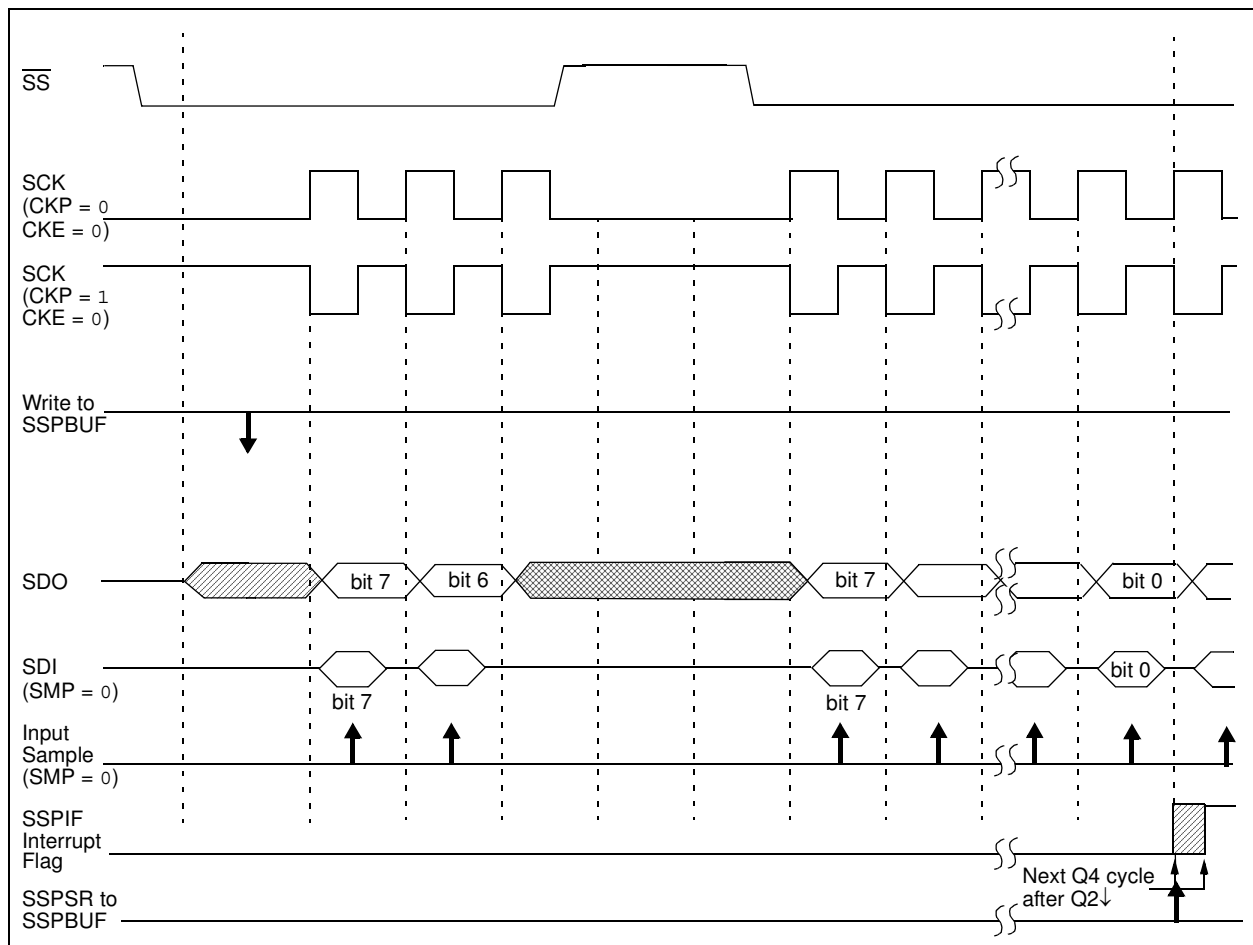 SS
SCK
(CKP = 0
CKE = 0)
SCK
(CKP = 1
CKE = 0)
Write to
SSPBUF
SDO
bit 7
bit 6
bit 7
bit 0
SDI
(SMP = 0)
bit 7
bit 7
bit 0
Input
Sample
(SMP = 0)
SSPIF
Interrupt
Flag
Next Q4 cycle
after Q2↓
SSPSR to
SSPBUF